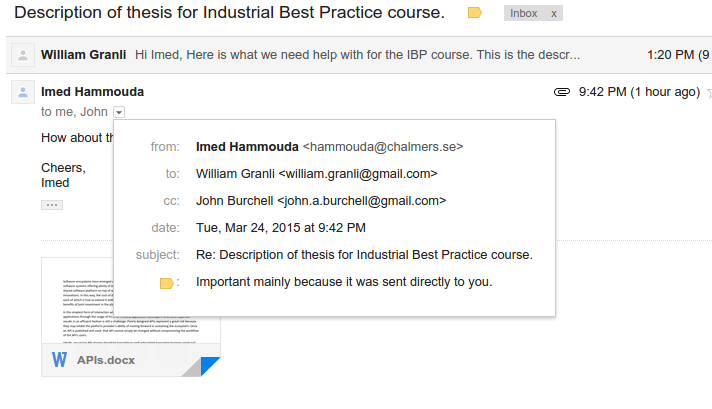 Description of thesis for Industrial Best Practice course.
Inbox x
William Granli Hi Imed, Here is what we need help with for the IBP course. This is the descr... 1:20 PM (9
Imed Hammouda 9:42 PM (1 hour ago)
to me, John
How about th
from: Imed Hammouda <hammouda@chalmers.se>
to: William Granli <william.granli@gmail.com>
cc: John Burchell <john.a.burchell@gmail.com>
date: Tue, Mar 24, 2015 at 9:42 PM
subject: Re: Description of thesis for Industrial Best Practice course.
: Important mainly because it was sent directly to you.
Cheers,
Imed
...
W APIs.docx